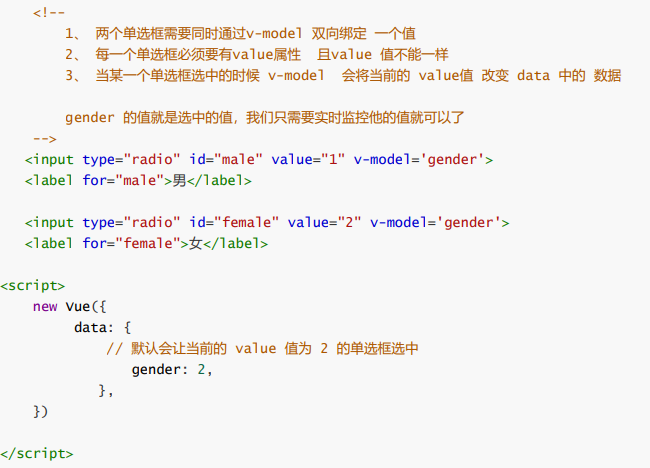 <!--
1、 两个单选框需要同时通过v-model 双向绑定 一个值
2、 每一个单选框必须要有value属性  且value 值不能一样
3、 当某一个单选框选中的时候 v-model  会将当前的 value值 改变 data 中的 数据
gender 的值就是选中的值，我们只需要实时监控他的值就可以了
-->
<input type="radio" id="male" value="1" v-model='gender'>
<label for="male">男</label>
<input type="radio" id="female" value="2" v-model='gender'>
<label for="female">女</label>
<script>
new Vue({
data: {
// 默认会让当前的 value 值为 2 的单选框选中
gender: 2,
},
})
</script>